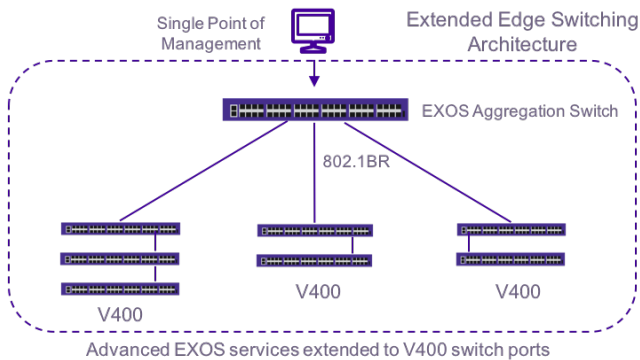 Single Point of
Management
Extended Edge Switching
Architecture
EXOS Aggregation Switch
802.1BR
V400
V400
V400
Advanced EXOS services extended to V400 switch ports